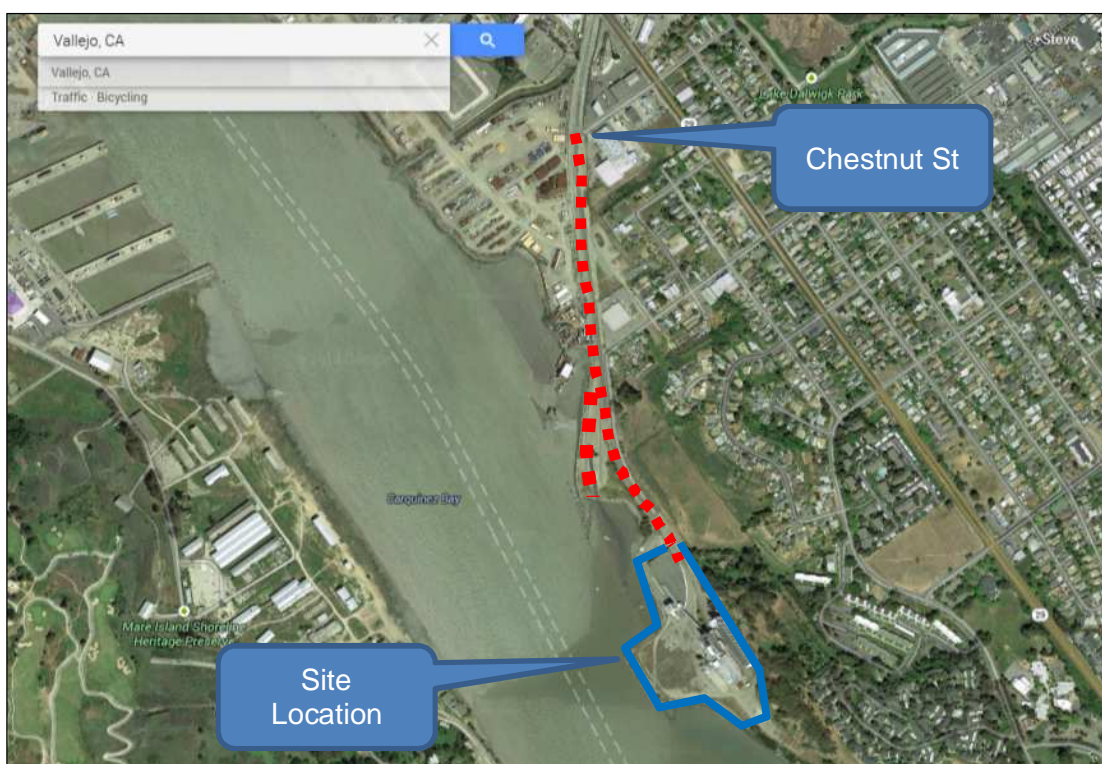 Vallejo, CA
Vallejo, CA
Traffic · Bicycling
Steve
Lake Dalwigk Park
29
Chestnut St
Carquinez Bay
Mare Island Shoreline
Heritage Preserve
29
Site
Location